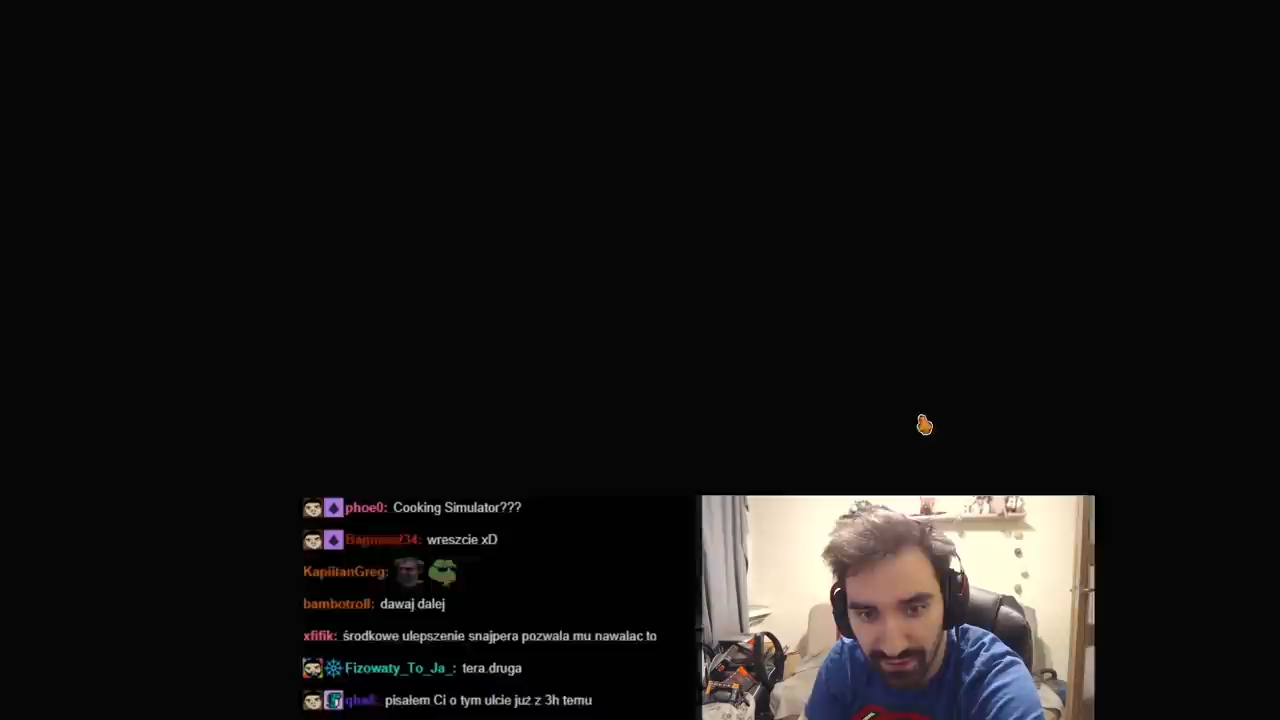 phoe0: Cooking Simulator???
wreszcie xD
KapiitanGreg:
bambotroll: dawaj dalej
xfifik: środkowe ulepszenie snajpera pozwala mu nawalac to
Fizowaty_To_Ja_: tera druga
pisałem Ci o tym ulcie już z 3h temu